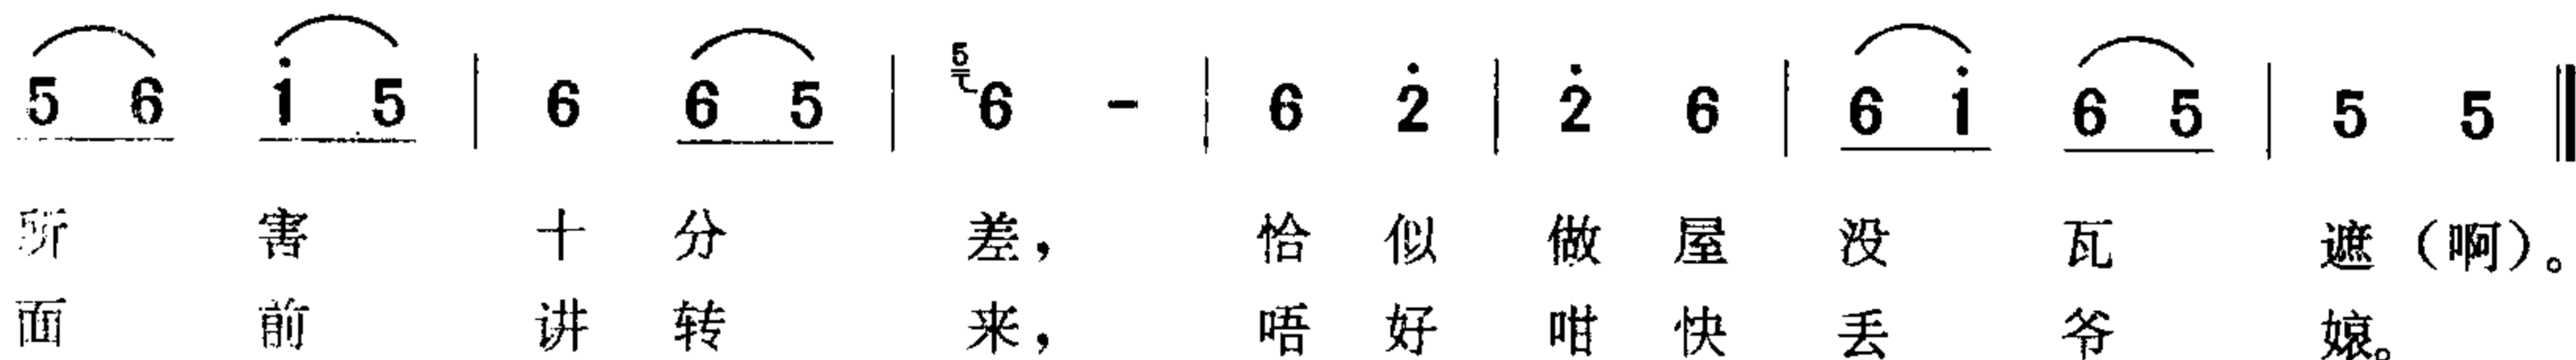 5 6 i 5 | 6 6 5 | 5 6 - | 6 2̇ | 2̇ 6 | 6 i 6 5 | 5 5 ‖
所 害 十 分 差, 恰 似 做 屋 没 瓦 遮 (啊)。
面 前 讲 转 来, 唔 好 咁 快 丢 爷 娘。